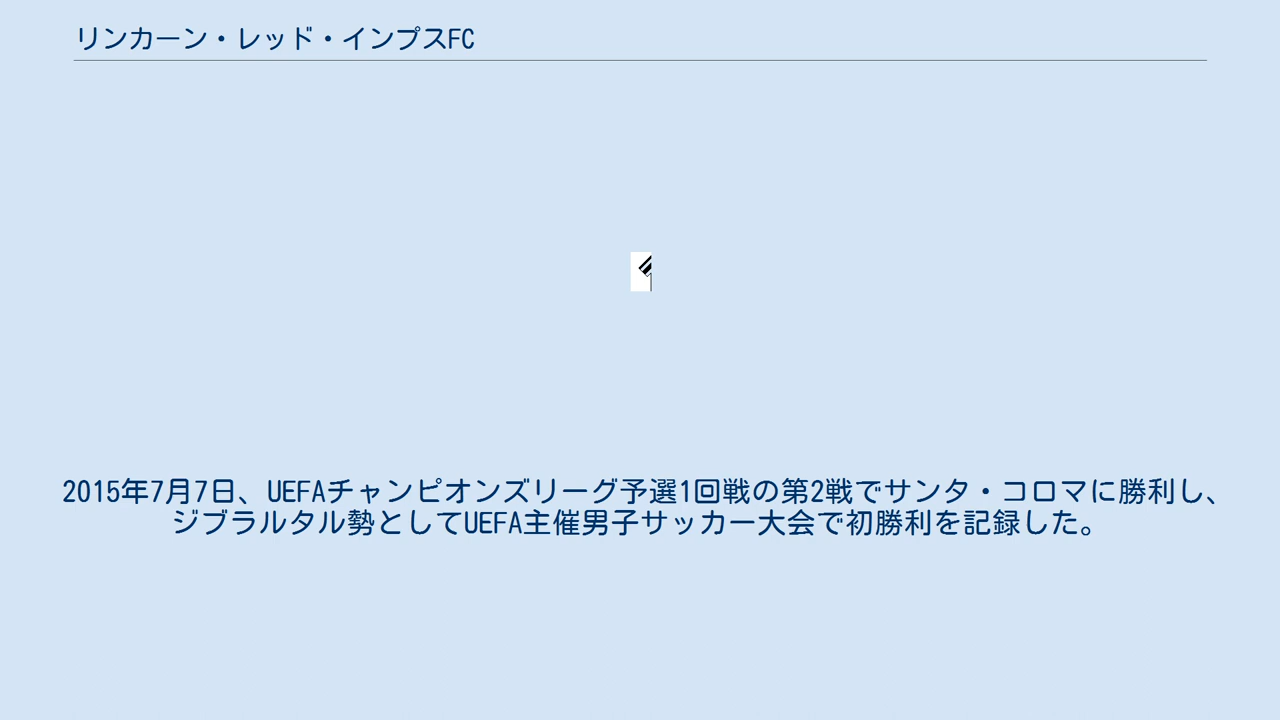 リンカーン・レッド・インプスFC
2015年7月7日、UEFAチャンピオンズリーグ予選1回戦の第2戦でサンタ・コロマに勝利し、
ジブラルタル勢としてUEFA主催男子サッカー大会で初勝利を記録した。